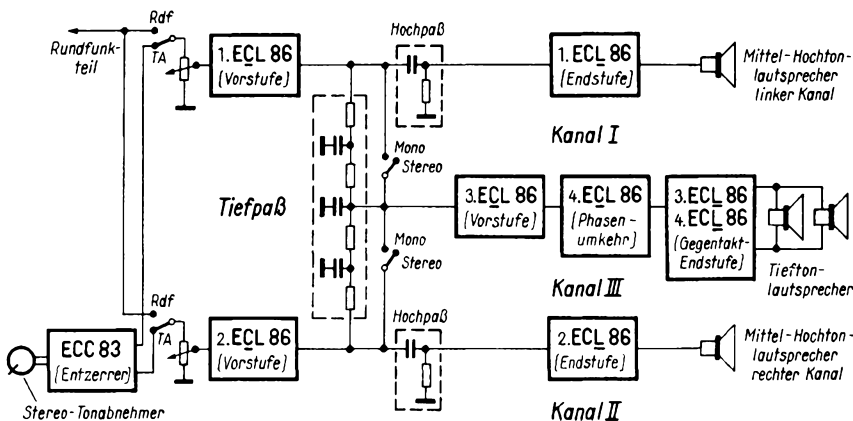 Rdf
Rundfunk-
teil
TA
1. ECL 86
(Vorstufe)
Hochpaß
1. ECL 86
(Endstufe)
Mittel-Hochton-
lautsprecher
linker Kanal
Kanal I
Mono
Stereo
Tiefpaß
3. ECL 86
(Vorstufe)
4. ECL 86
(Phasen-
umkehr)
3. ECL 86
4. ECL 86
(Gegentakt-
Endstufe)
Tiefton-
lautsprecher
Mono
Stereo
Kanal III
Rdf
TA
ECC 83
(Entzerrer)
Stereo-Tonabnehmer
2. ECL 86
(Vorstufe)
Hochpaß
2. ECL 86
(Endstufe)
Mittel-Hochton-
lautsprecher
rechter Kanal
Kanal II